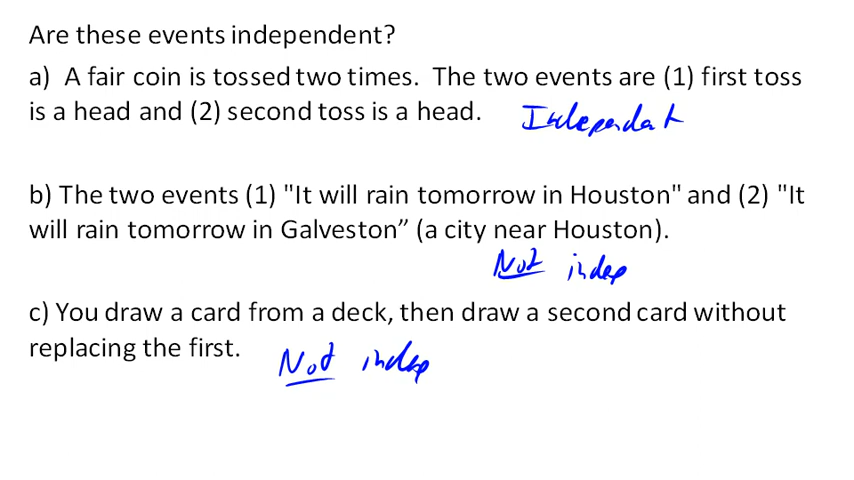 Are these events independent?
a) A fair coin is tossed two times. The two events are (1) first toss
is a head and (2) second toss is a head. Independat
b) The two events (1) "It will rain tomorrow in Houston" and (2) "It
will rain tomorrow in Galveston” (a city near Houston).
Not indep
c) You draw a card from a deck, then draw a second card without
replacing the first. Not indep